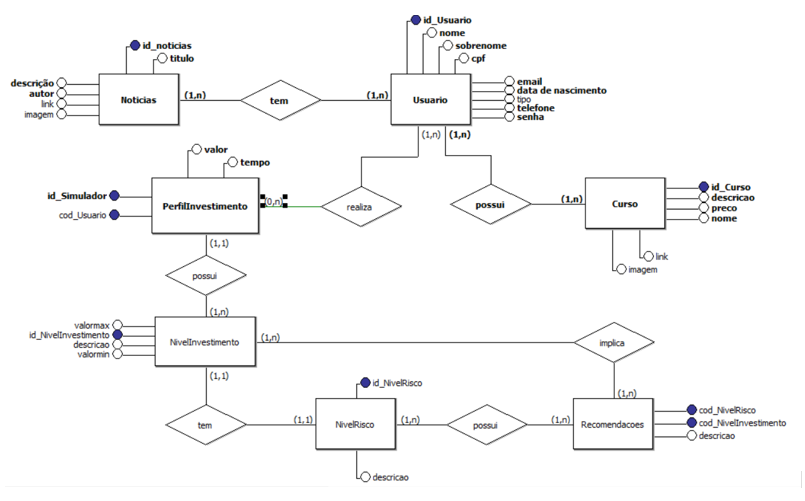 id_Usuario
nome
sobrenome
cpf
id_noticias
titulo
descrição
autor
link
imagem
Noticias
(1,n)
tem
(1,n)
Usuario
email
data de nascimento
tipo
telefone
senha
(1,n)
(1,n)
valor
tempo
id_Simulador
cod_Usuario
PerfilInvestimento
(0,n)
realiza
possui
(1,n)
Curso
id_Curso
descricao
preco
nome
link
imagem
(1,1)
possui
(1,n)
valormax
id_NivelInvestimento
descricao
valormin
NivelInvestimento
(1,n)
implica
(1,1)
(1,n)
id_NivelRisco
tem
(1,1)
NivelRisco
(1,n)
possui
(1,n)
Recomendacoes
cod_NivelRisco
cod_NivelInvestimento
descricao
descricao